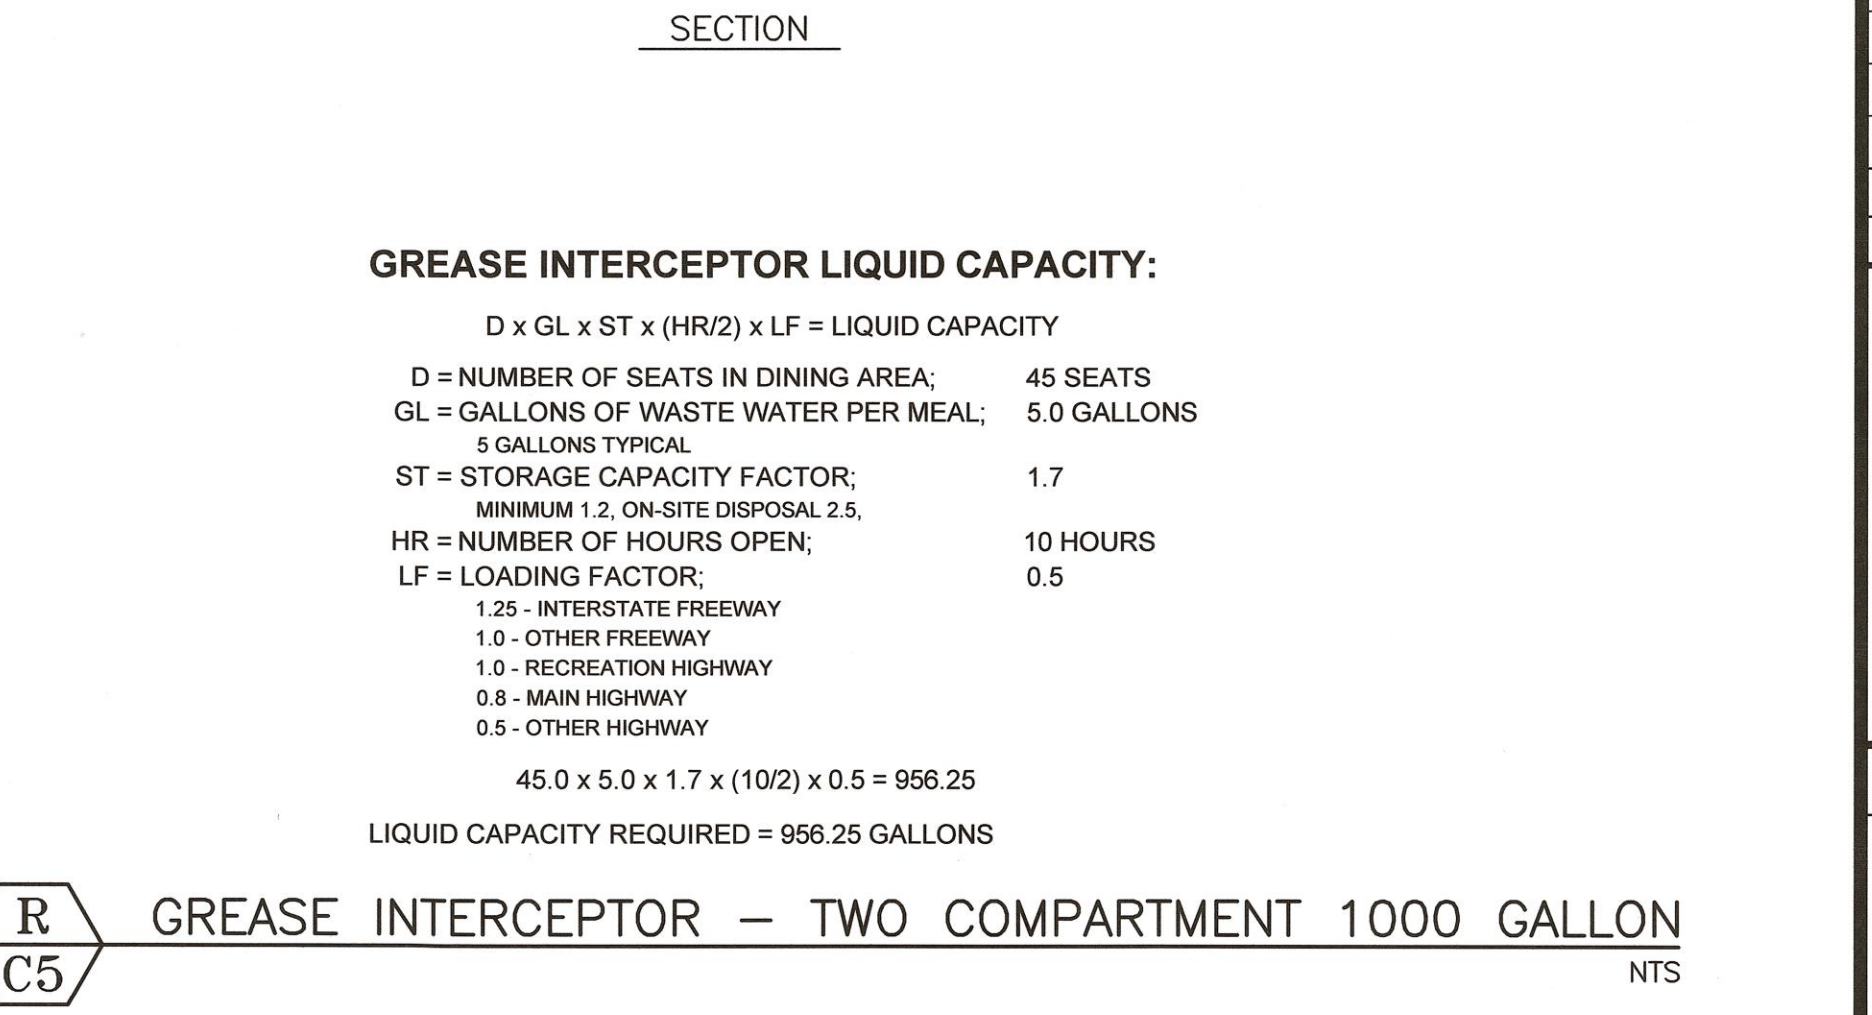 SECTION
GREASE INTERCEPTOR LIQUID CAPACITY:
D x GL x ST x (HR/2) x LF = LIQUID CAPACITY
D = NUMBER OF SEATS IN DINING AREA; 45 SEATS
GL = GALLONS OF WASTE WATER PER MEAL; 5.0 GALLONS
5 GALLONS TYPICAL
ST = STORAGE CAPACITY FACTOR; 1.7
MINIMUM 1.2, ON-SITE DISPOSAL 2.5,
HR = NUMBER OF HOURS OPEN; 10 HOURS
LF = LOADING FACTOR; 0.5
1.25 - INTERSTATE FREEWAY
1.0 - OTHER FREEWAY
1.0 - RECREATION HIGHWAY
0.8 - MAIN HIGHWAY
0.5 - OTHER HIGHWAY
45.0 x 5.0 x 1.7 x (10/2) x 0.5 = 956.25
LIQUID CAPACITY REQUIRED = 956.25 GALLONS
R GREASE INTERCEPTOR – TWO COMPARTMENT 1000 GALLON
C5 NTS